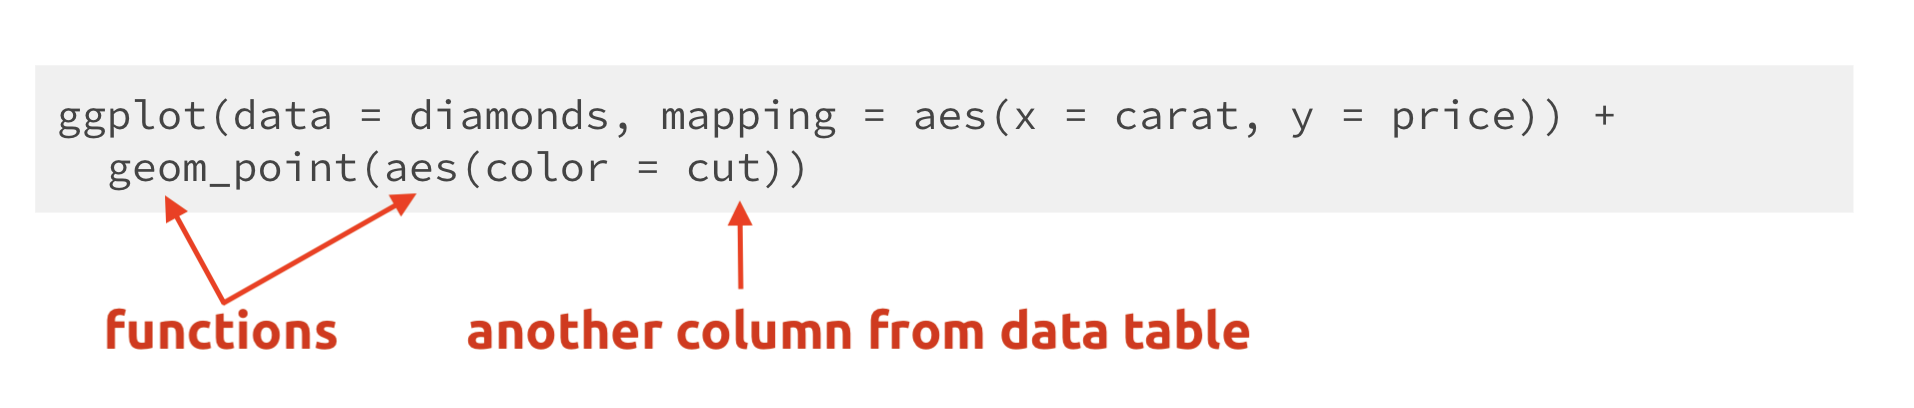 ggplot(data = diamonds, mapping = aes(x = carat, y = price)) +
  geom_point(aes(color = cut))
functions
another column from data table